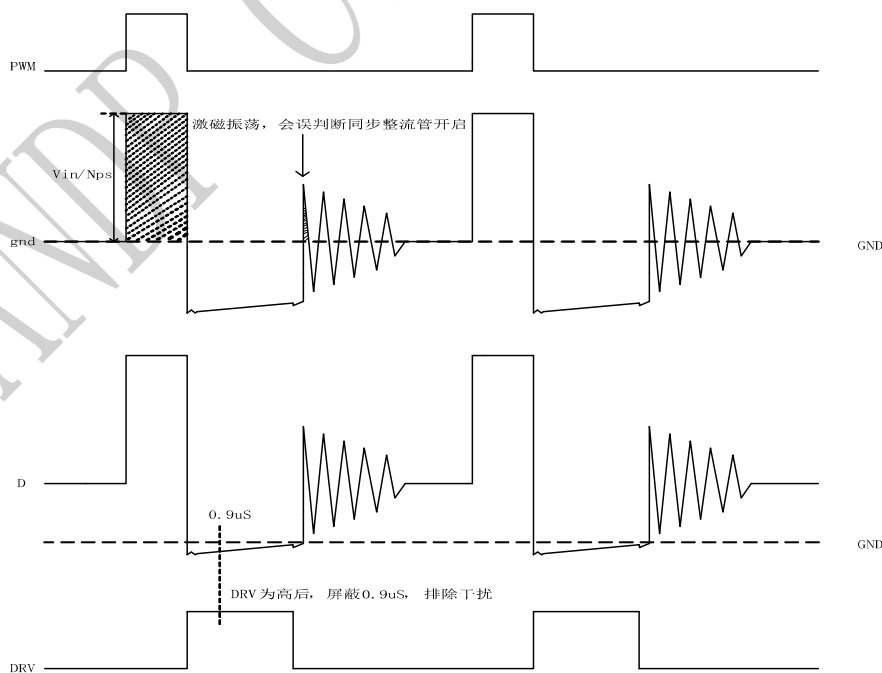 PWM
激磁振荡，会误判断同步整流管开启
Vin/Nps
gnd
GND
D
0.9uS
GND
DRV为高后，屏蔽0.9uS，排除干扰
DRV